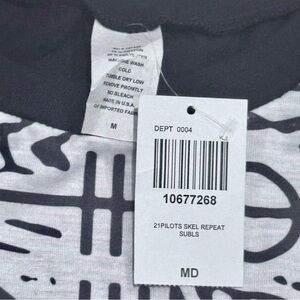 MACHINE WASH
COLD
TUMBLE DRY LOW
REMOVE PROMPTLY
NO BLEACH
MADE IN U.S.A.
OF IMPORTED FABRIC
M
DEPT 0004
10677268
21PILOTS SKEL REPEAT
SUBLS
MD